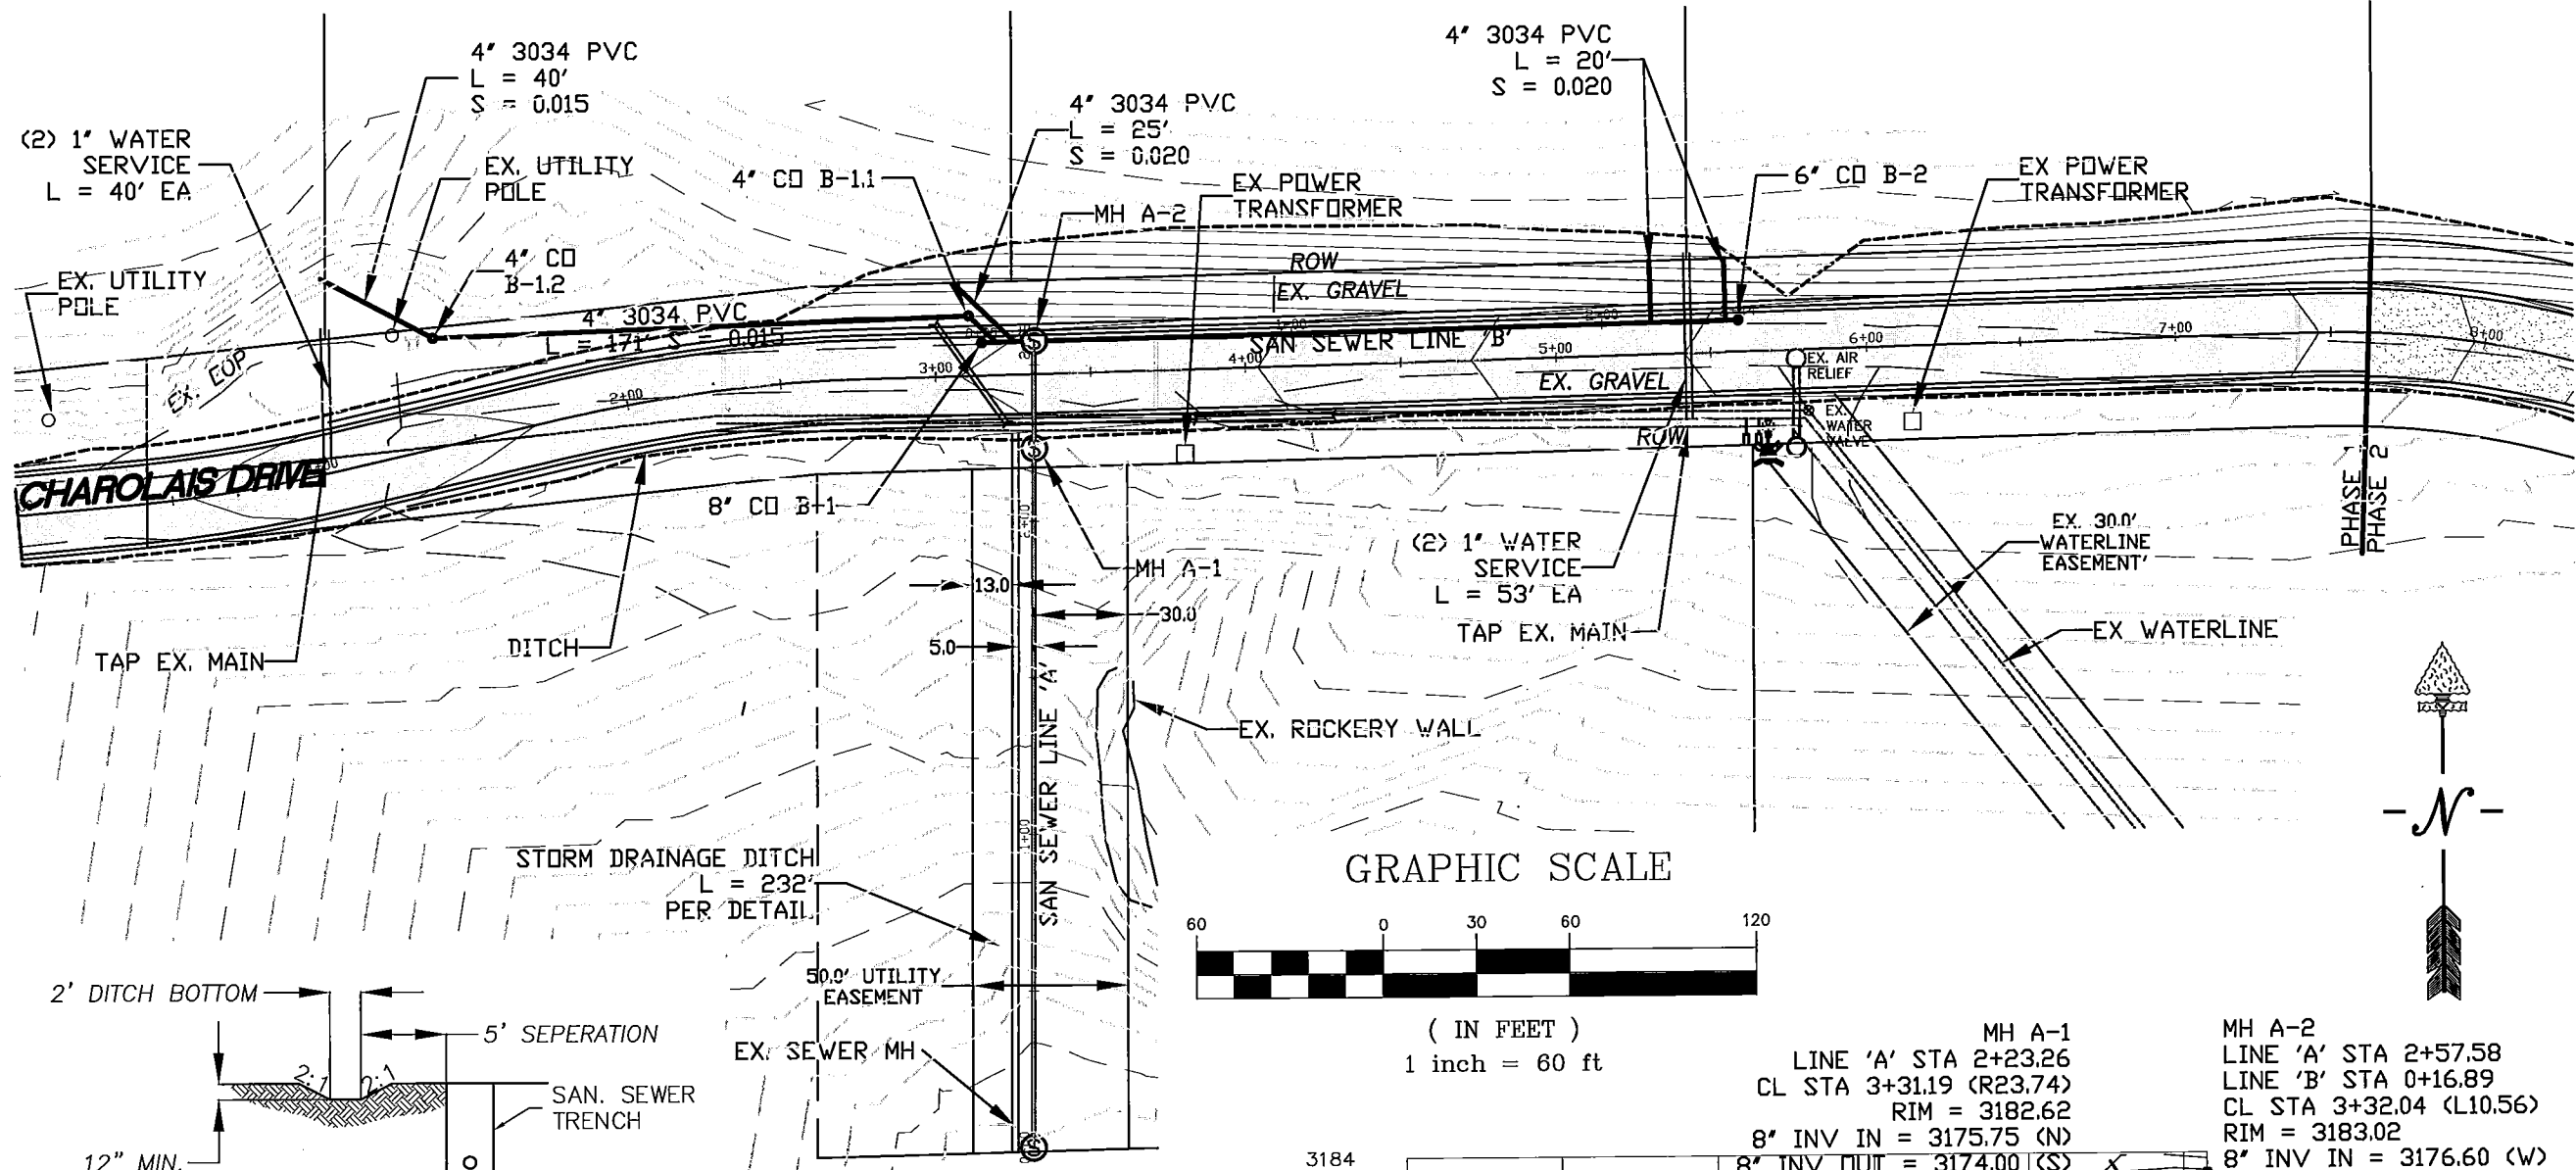 4" 3034 PVC
L = 40'
S = 0.015
(2) 1" WATER
SERVICE
L = 40' EA
EX. UTILITY
POLE
4" CO B-1.1
4" 3034 PVC
L = 25'
S = 0.020
MH A-2
EX POWER
TRANSFORMER
4" 3034 PVC
L = 20'
S = 0.020
6" CO B-2
EX POWER
TRANSFORMER
EX. UTILITY
POLE
4" CO
B-1.2
ROW
EX. GRAVEL
4" 3034 PVC
L = 171' S = 0.015
SAN SEWER LINE 'B'
EX. EOP
2+00
3+00
4+00
5+00
6+00
7+00
8+00
EX. GRAVEL
EX. AIR
RELIEF
EX.
WATER
VALVE
ROW
CHAROLAIS DRIVE
8" CO B-1
MH A-1
PHASE 1
PHASE 2
(2) 1" WATER
SERVICE
L = 53' EA
TAP EX. MAIN
EX. 30.0'
WATERLINE
EASEMENT'
EX WATERLINE
13.0
30.0
5.0
TAP EX. MAIN
DITCH
SAN SEWER LINE 'A'
1+00
EX. ROCKERY WALL
N
STORM DRAINAGE DITCH
L = 232'
PER DETAIL
GRAPHIC SCALE
60 0 30 60 120
( IN FEET )
1 inch = 60 ft
50.0' UTILITY
EASEMENT
EX. SEWER MH
2' DITCH BOTTOM
5' SEPERATION
2:1 2:1
SAN. SEWER
TRENCH
12" MIN.
MH A-1
LINE 'A' STA 2+23.26
CL STA 3+31.19 (R23.74)
RIM = 3182.62
8" INV IN = 3175.75 (N)
8" INV OUT = 3174.00 (S)
MH A-2
LINE 'A' STA 2+57.58
LINE 'B' STA 0+16.89
CL STA 3+32.04 (L10.56)
RIM = 3183.02
8" INV IN = 3176.60 (W)
3184